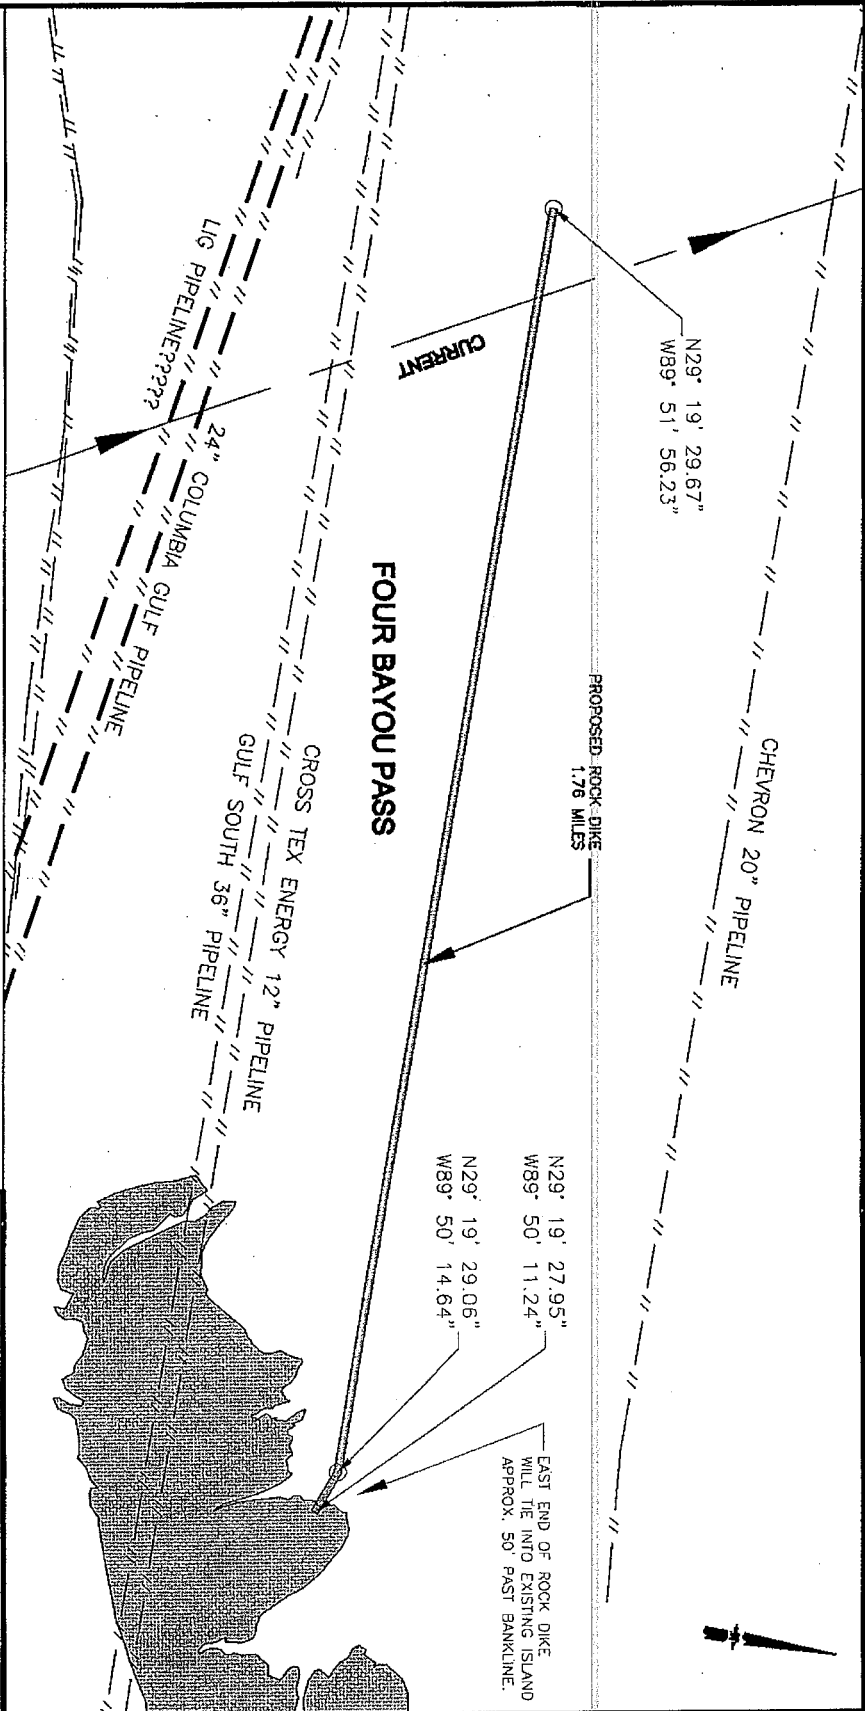 CHEVRON 20" PIPELINE
N29° 19' 29.67"
W89° 51' 56.23"
PROPOSED ROCK DIKE
1.76 MILES
N29° 19' 27.95"
W89° 50' 11.24"
EAST END OF ROCK DIKE
WILL TIE INTO EXISTING ISLAND
APPROX. 50' PAST BANKLINE.
N29° 19' 29.06"
W89° 50' 14.64"
CURRENT
FOUR BAYOU PASS
CROSS TEX ENERGY 12" PIPELINE
GULF SOUTH 36" PIPELINE
24" COLUMBIA GULF PIPELINE
LIG PIPELINE?????